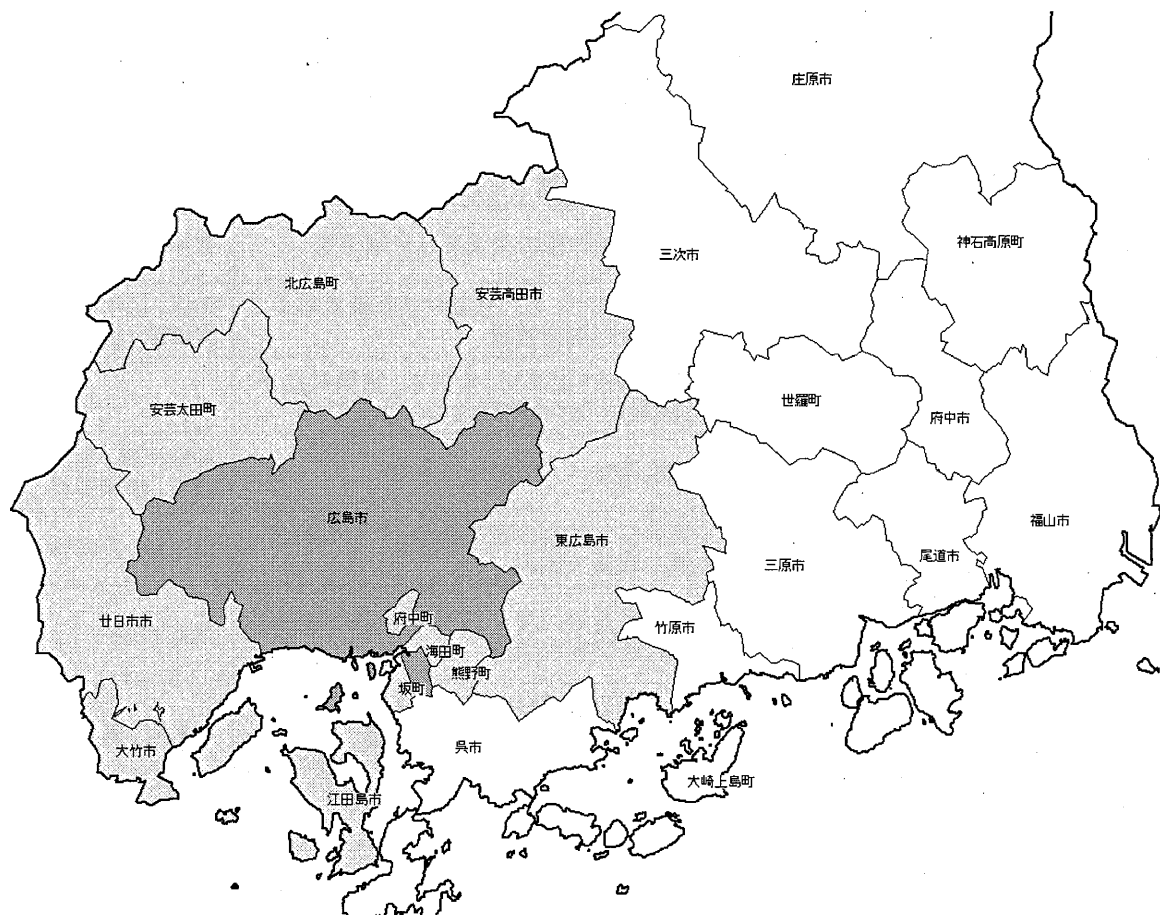 庄原市
神石高原町
三次市
北広島町
安芸高田市
安芸太田町
世羅町
府中市
広島市
福山市
東広島市
尾道市
三原市
廿日市市
府中町
竹原市
海田町
熊野町
坂町
呉市
大竹市
大崎上島町
江田島市